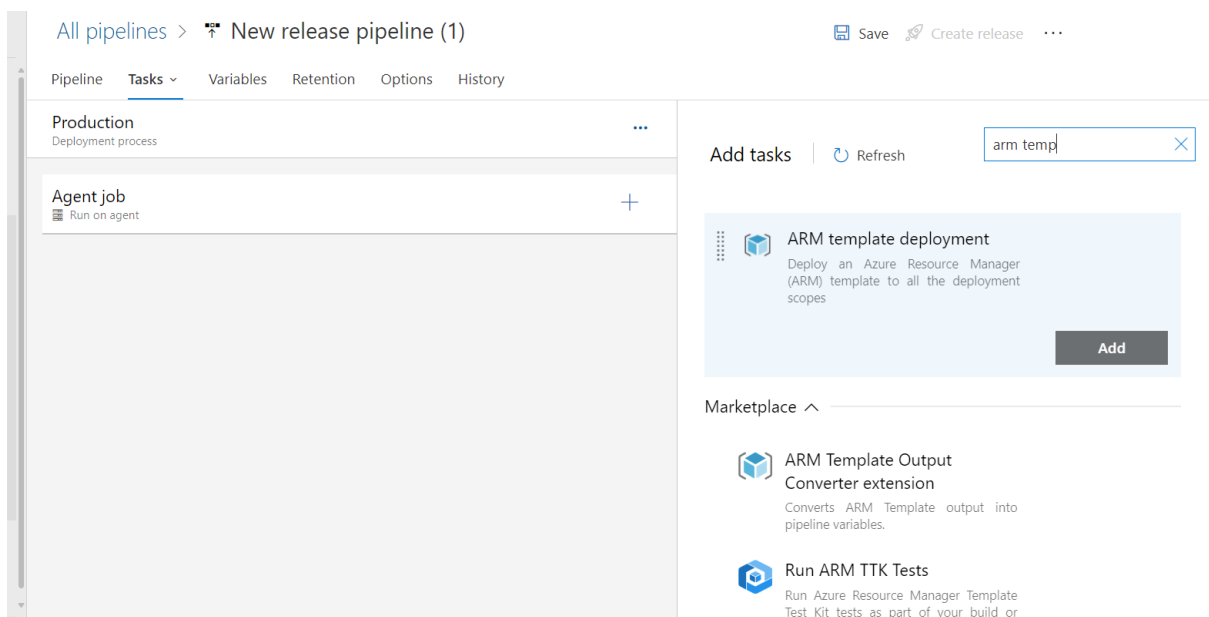 All pipelines > New release pipeline (1)
Save Create release ...
Pipeline Tasks Variables Retention Options History
Production
Deployment process
Agent job
Run on agent
Add tasks Refresh
arm temp
ARM template deployment
Deploy an Azure Resource Manager
(ARM) template to all the deployment
scopes
Add
Marketplace
ARM Template Output
Converter extension
Converts ARM Template output into
pipeline variables.
Run ARM TTK Tests
Run Azure Resource Manager Template
Test Kit tests as part of your build or